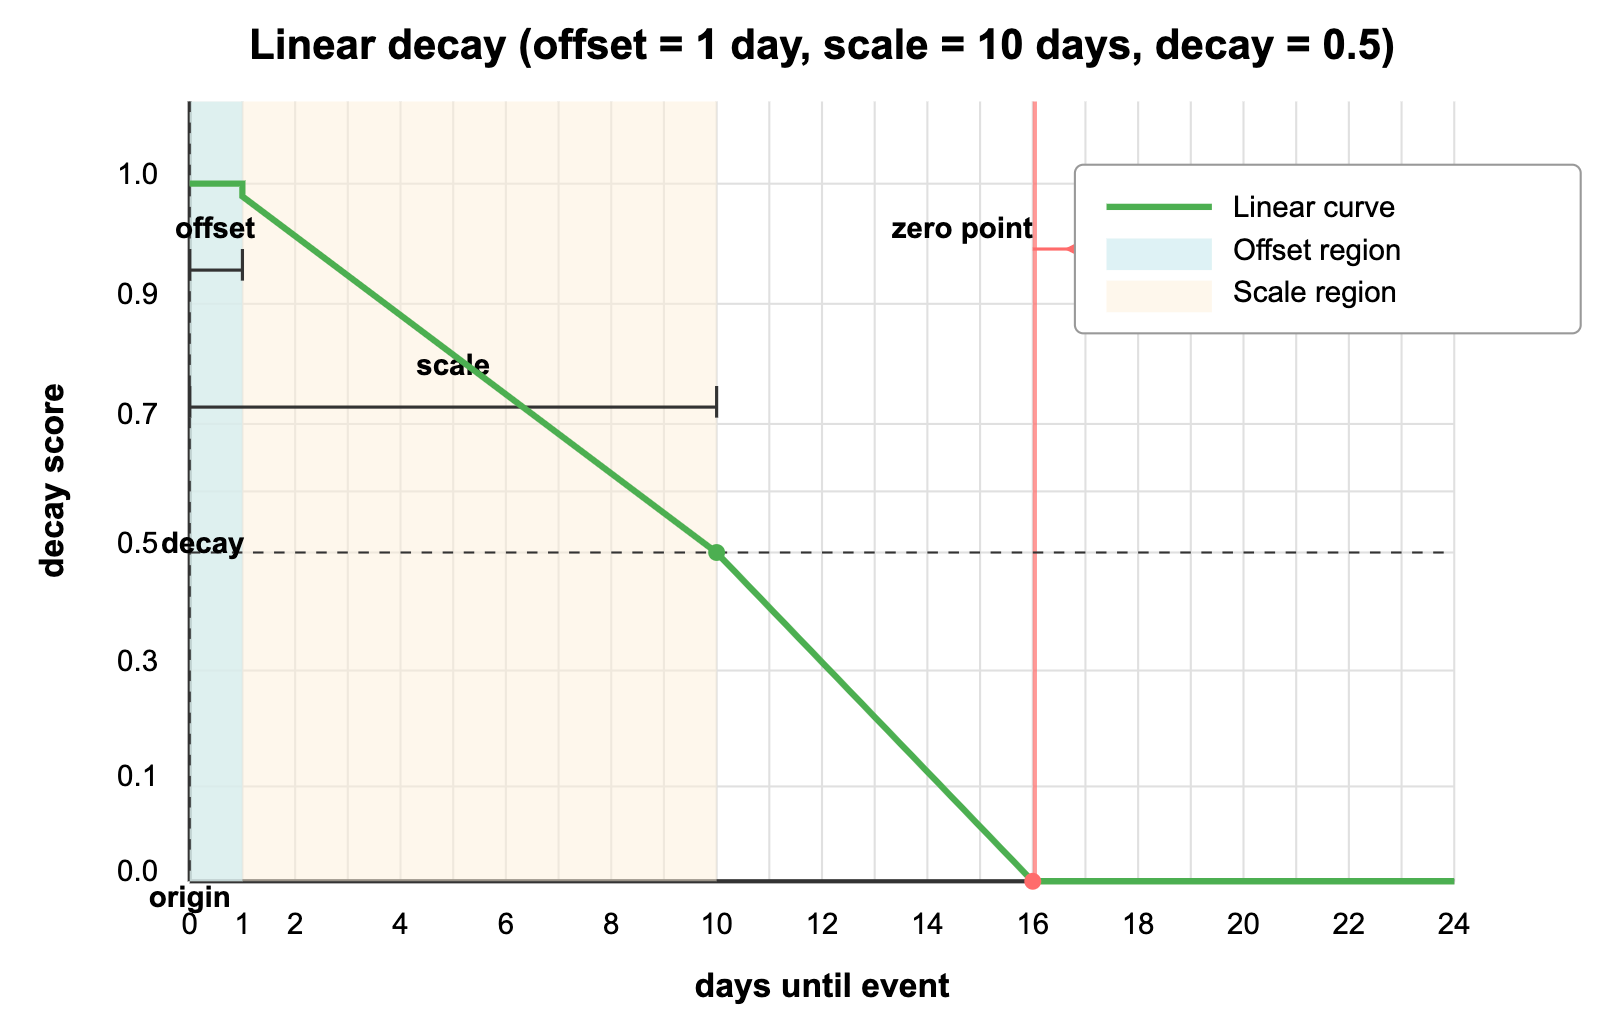 Linear decay (offset = 1 day, scale = 10 days, decay = 0.5)
1.0
offset
zero point
Linear curve
Offset region
Scale region
0.9
scale
0.7
decay score
0.5
decay
0.3
0.1
0.0
origin
0 1 2 4 6 8 10 12 14 16 18 20 22 24
days until event